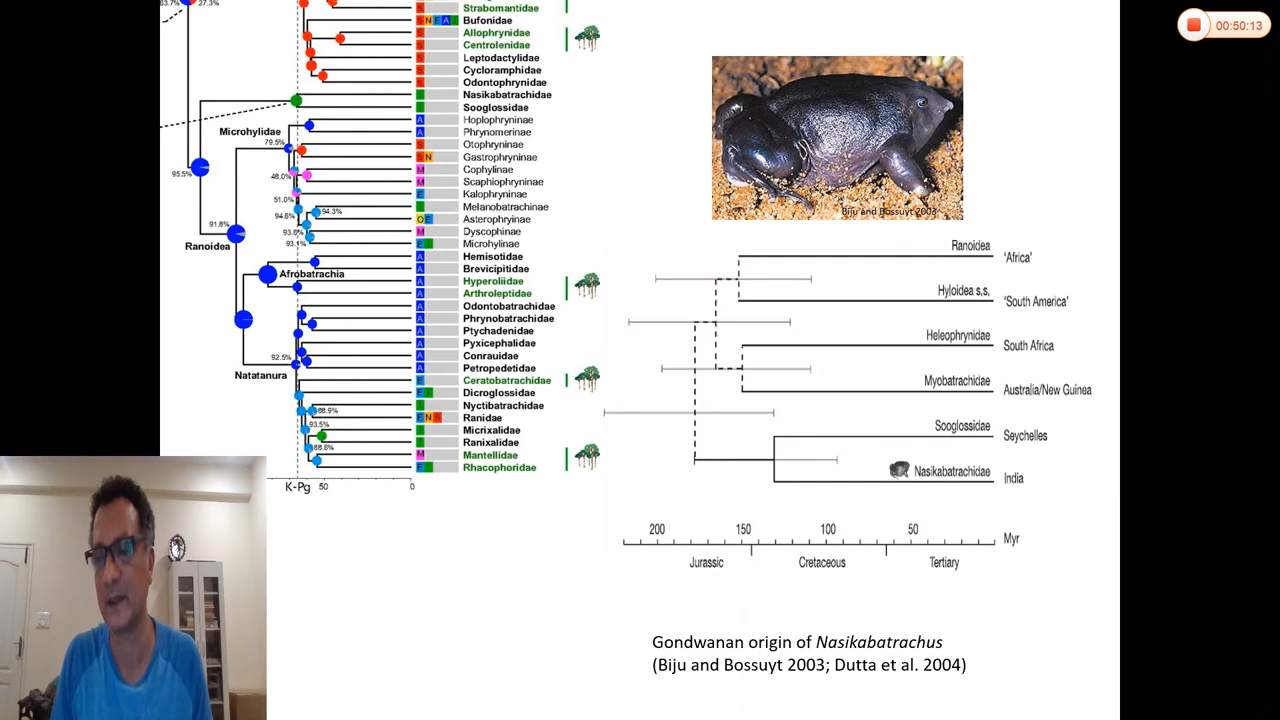 63.7%
27.3%
Strabomantidae
S N E A I Bufonidae
S Allophrynidae
S Centrolenidae
S Leptodactylidae
S Cycloramphidae
S Odontophrynidae
I Nasikabatrachidae
I Sooglossidae
A Hoplophryninae
Microhylidae
A Phrynomerinae
79.5%
S Otophryninae
S N Gastrophryninae
M Cophylinae
95.5%
48.0%
M Scaphiophryninae
E Kalophryninae
51.0%
I Melanobatrachinae
94.3%
94.6%
O E Asterophryinae
91.8%
93.6%
M Dyscophinae
93.1%
E I Microhylinae
Ranoidea
A Hemisotidae
A Brevicipitidae
Afrobatrachia
A Hyperoliidae
A Arthroleptidae
A Odontobatrachidae
A Phrynobatrachidae
A Ptychadenidae
A Pyxicephalidae
92.5%
A Conrauidae
A Petropedetidae
Natatanura
E Ceratobatrachidae
E I Dicroglossidae
I Nyctibatrachidae
88.9%
E N S Ranidae
93.5%
I Micrixalidae
I Ranixalidae
M Mantellidae
E I Rhacophoridae
K-Pg 50 0
00:50:13
Biju and Bossuyt 2003
Ranoidea
'Africa'
Hyloidea s,s,
'South America'
Heleophrynidae
South Africa
Myobatrachidae
Australia/New Guinea
Sooglossidae
Seychelles
Nasikabatrachidae
India
200 150 100 50
Myr
Jurassic Cretaceous Tertiary
Gondwanan origin of Nasikabatrachus
(Biju and Bossuyt 2003; Dutta et al. 2004)